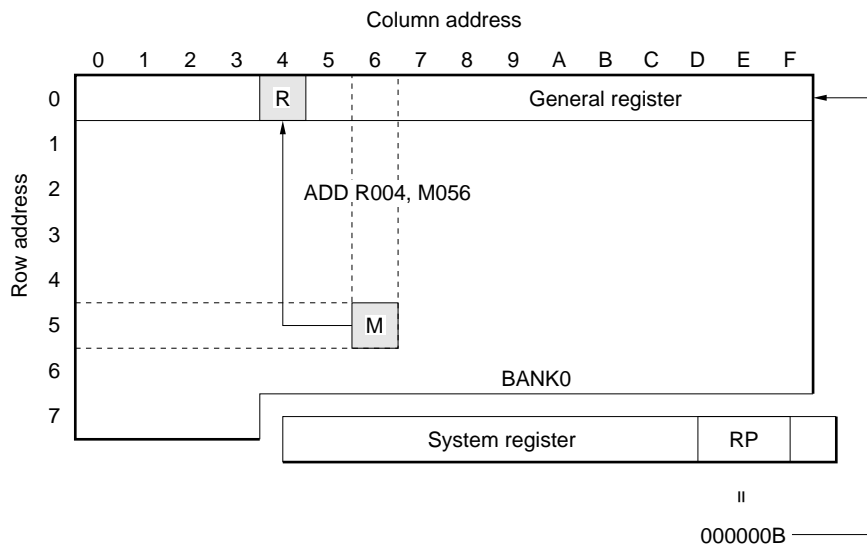 Column address
0 1 2 3 4 5 6 7 8 9 A B C D E F
0 R General register
1
2 ADD R004, M056
3
4
5 M
6 BANK0
7
System register RP
=
000000B
Row address